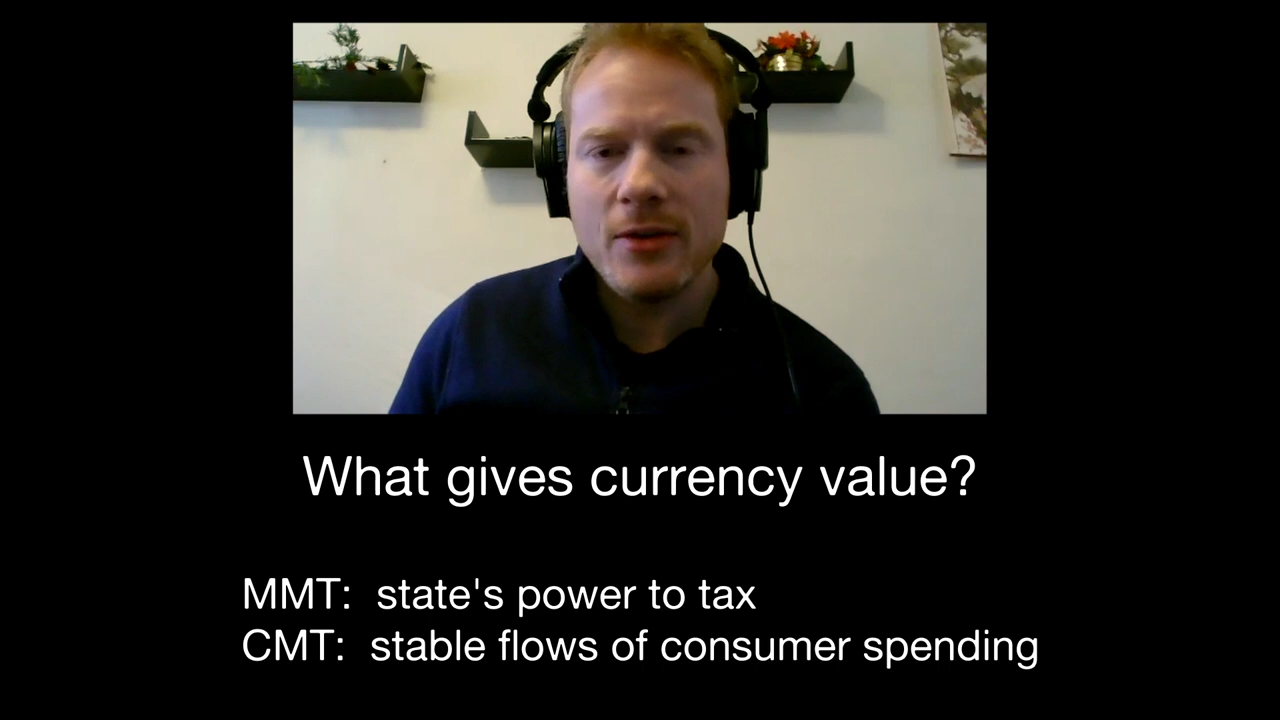 What gives currency value?
MMT: state's power to tax
CMT: stable flows of consumer spending